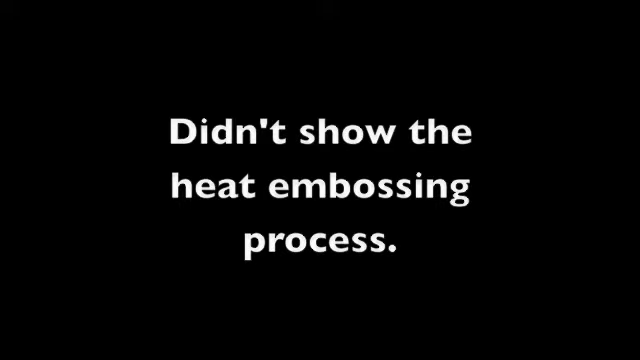 Didn't show the
heat embossing
process.